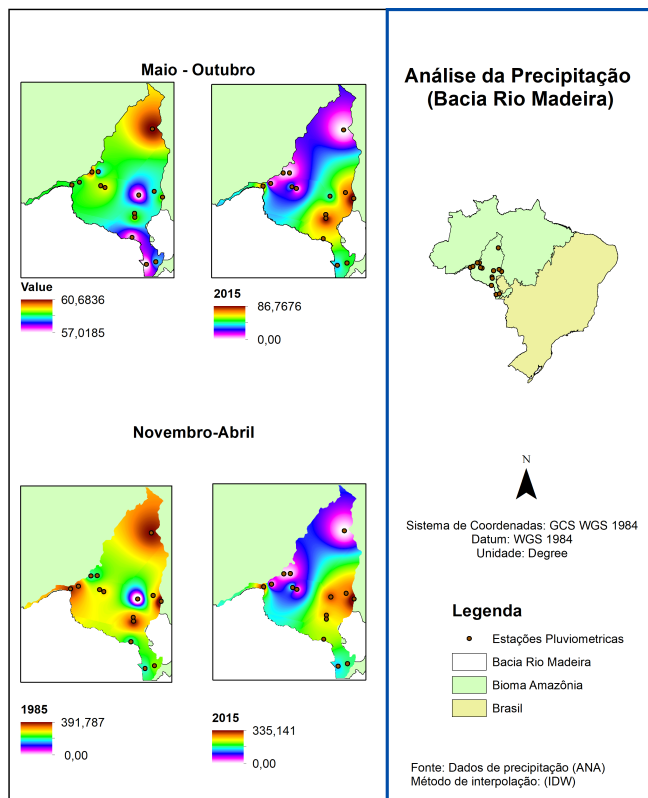 Maio - Outubro
Value
60,6836
57,0185
2015
86,7676
0,00
Novembro-Abril
1985
391,787
0,00
2015
335,141
0,00
Análise da Precipitação
(Bacia Rio Madeira)
N
Sistema de Coordenadas: GCS WGS 1984
Datum: WGS 1984
Unidade: Degree
Legenda
Estações Pluviometricas
Bacia Rio Madeira
Bioma Amazônia
Brasil
Fonte: Dados de precipitação (ANA)
Método de interpolação: (IDW)